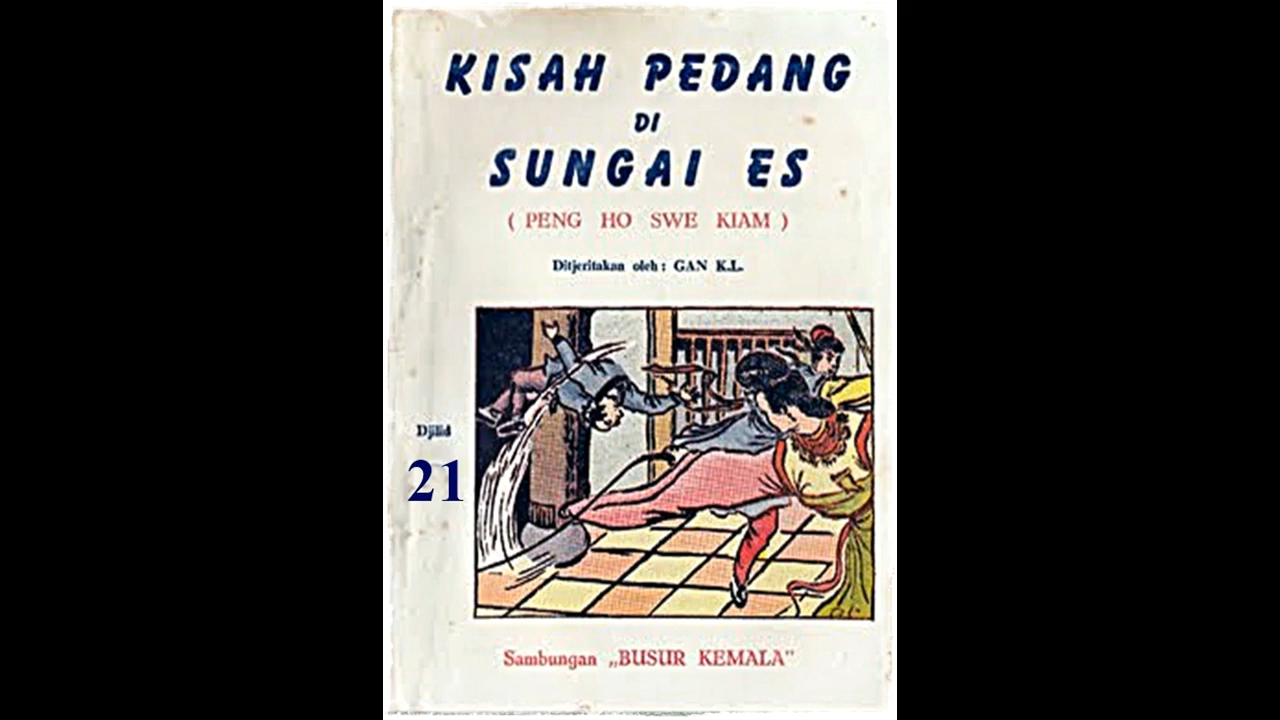 KISAH PEDANG
DI
SUNGAI ES
( PENG HO SWE KIAM )
Ditjeritakan oleh : GAN K.L.
Djilid
21
Sambungan „BUSUR KEMALA"